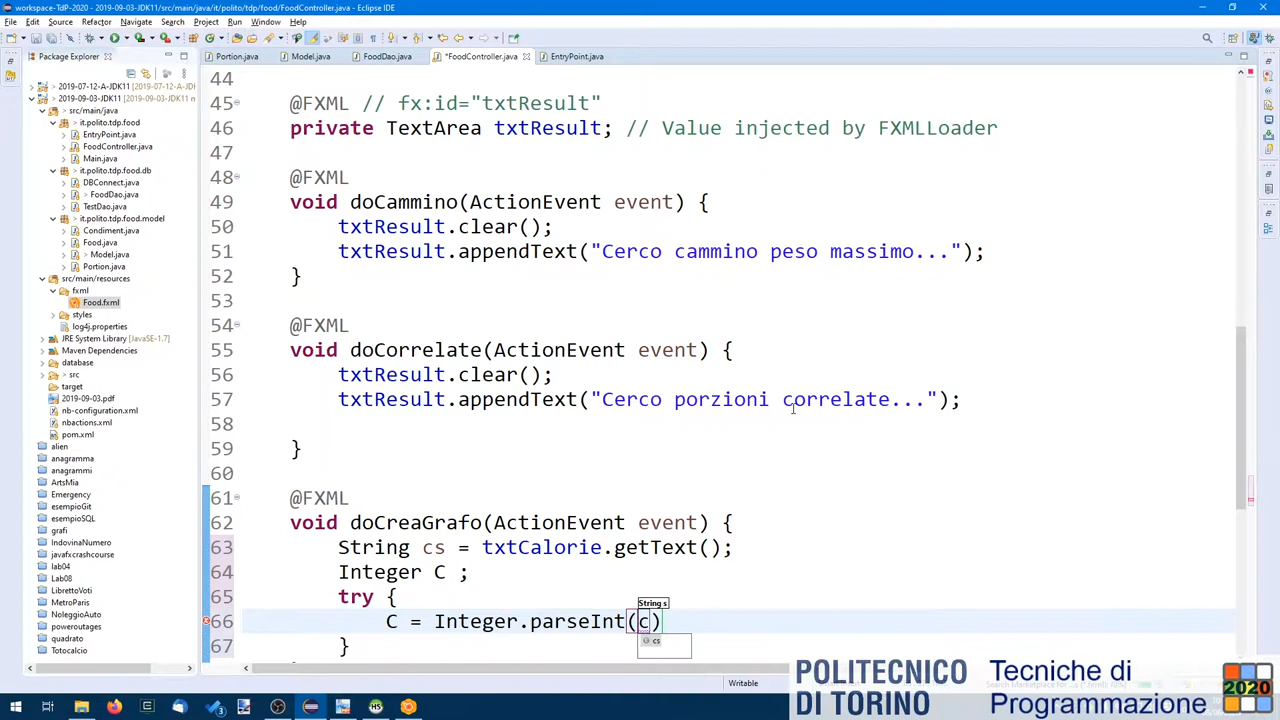 workspace-TdP-2020 - 2019-09-03-JDK11/src/main/java/it/polito/tdp/food/FoodController.java - Eclipse IDE
File Edit Source Refactor Navigate Search Project Run Window Help
Package Explorer
Portion.java
Model.java
FoodDao.java
*FoodController.java
EntryPoint.java
> 2019-07-12-A-JDK11
2019-09-03-JDK11
src/main/java
it.polito.tdp.food
EntryPoint.java
FoodController.java
Main.java
it.polito.tdp.food.db
DBConnect.java
> FoodDao.java
TestDao.java
it.polito.tdp.food.model
Condiment.java
Food.java
> Model.java
Portion.java
src/main/resources
fxml
Food.fxml
styles
log4j.properties
JRE System Library [JavaSE-1.7]
Maven Dependencies
database
src
target
2019-09-03.pdf
nb-configuration.xml
nbactions.xml
pom.xml
alien
anagramma
anagrammi
ArtsMia
Emergency
esempioGit
esempioSQL
grafi
IndovinaNumero
javafxcrashcourse
lab04
Lab08
LibrettoVoti
MetroParis
NoleggioAuto
poweroutages
quadrato
Totocalcio
44
45 @FXML // fx:id="txtResult"
46 private TextArea txtResult; // Value injected by FXMLLoader
47
48 @FXML
49 void doCammino(ActionEvent event) {
50 txtResult.clear();
51 txtResult.appendText("Cerco cammino peso massimo...");
52 }
53
54 @FXML
55 void doCorrelate(ActionEvent event) {
56 txtResult.clear();
57 txtResult.appendText("Cerco porzioni correlate...");
58
59 }
60
61 @FXML
62 void doCreaGrafo(ActionEvent event) {
63 String cs = txtCalorie.getText();
64 Integer C ;
65 try {
String s
66 C = Integer.parseInt(c)
cs
67 }
Writable
POLITECNICO
DI TORINO
Tecniche di
Programmazione
2020